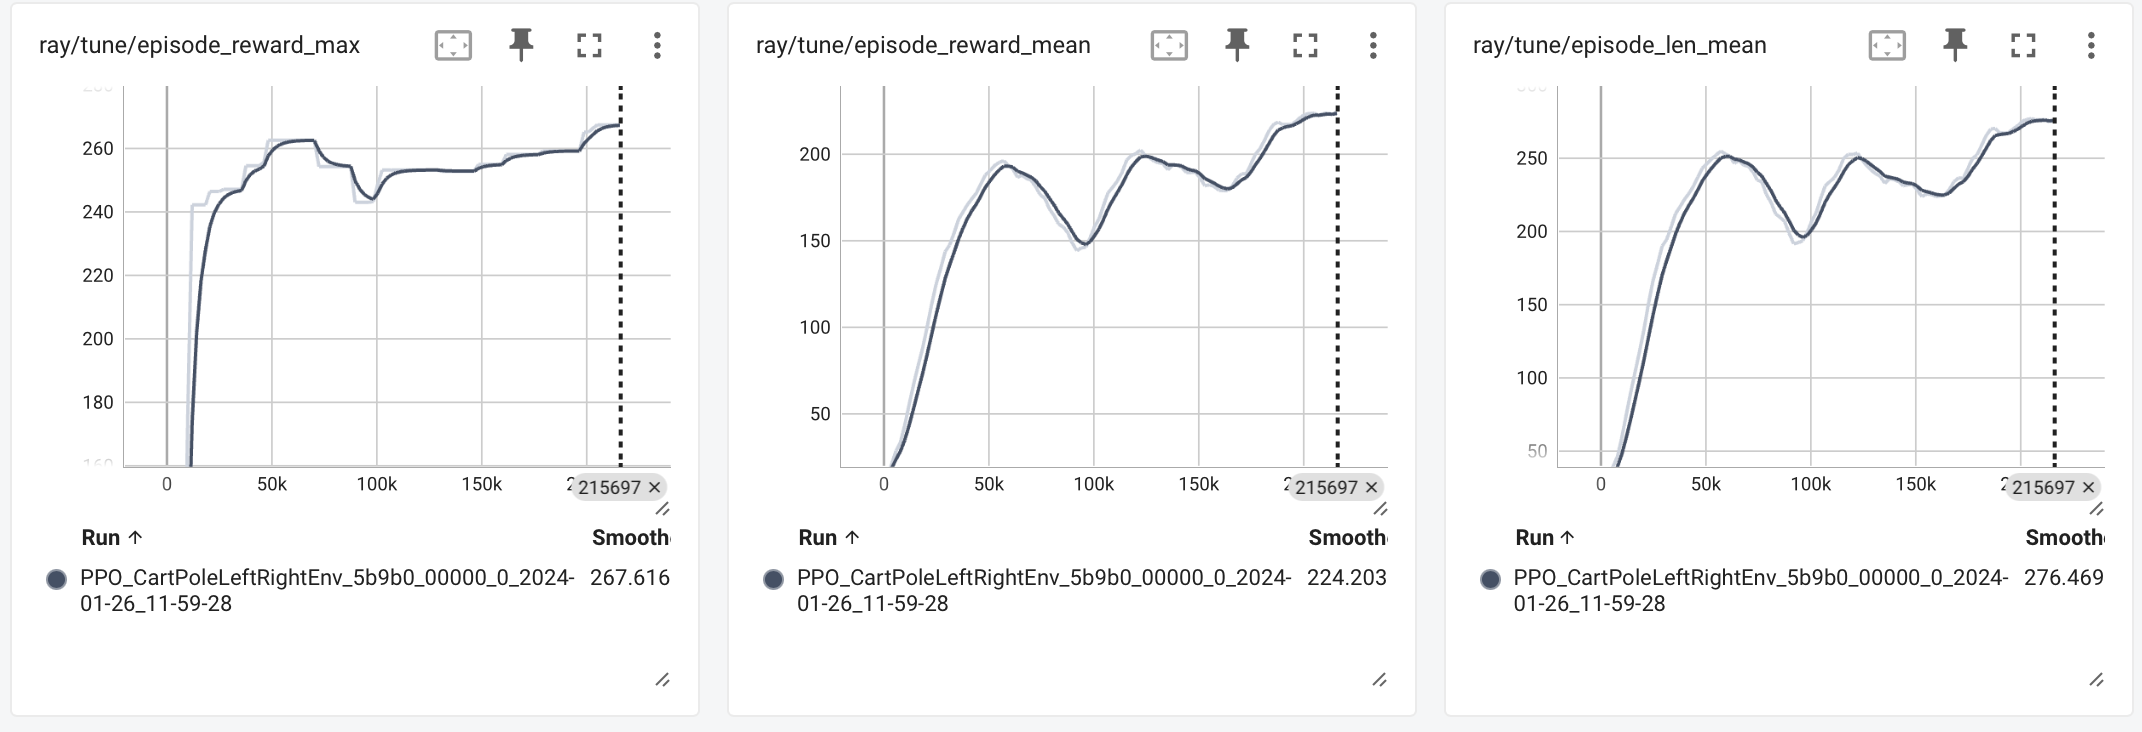 ray/tune/episode_reward_max
260
240
220
200
180
160
0 50k 100k 150k 2
215697 ×
Run ↑ Smooth
PPO_CartPoleLeftRightEnv_5b9b0_00000_0_2024- 267.616
01-26_11-59-28
ray/tune/episode_reward_mean
200
150
100
50
0 50k 100k 150k 2
215697 ×
Run ↑ Smooth
PPO_CartPoleLeftRightEnv_5b9b0_00000_0_2024- 224.203
01-26_11-59-28
ray/tune/episode_len_mean
300
250
200
150
100
50
0 50k 100k 150k 2
215697 ×
Run ↑ Smooth
PPO_CartPoleLeftRightEnv_5b9b0_00000_0_2024- 276.469
01-26_11-59-28